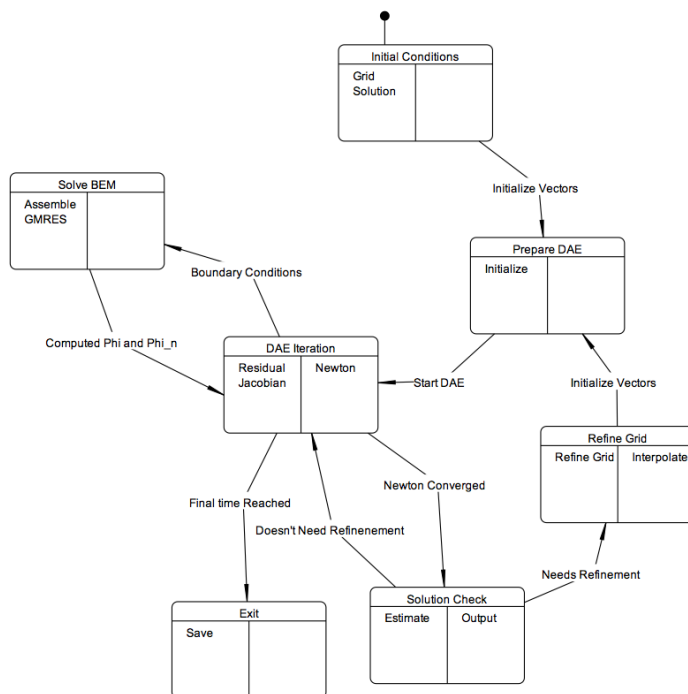 Initial Conditions
Grid
Solution
Initialize Vectors
Solve BEM
Assemble
GMRES
Prepare DAE
Initialize
Boundary Conditions
Computed Phi and Phi_n
DAE Iteration
Residual Newton
Jacobian
Start DAE
Initialize Vectors
Refine Grid
Refine Grid Interpolate
Newton Converged
Final time Reached
Doesn't Need Refinenement
Needs Refinement
Solution Check
Estimate Output
Exit
Save